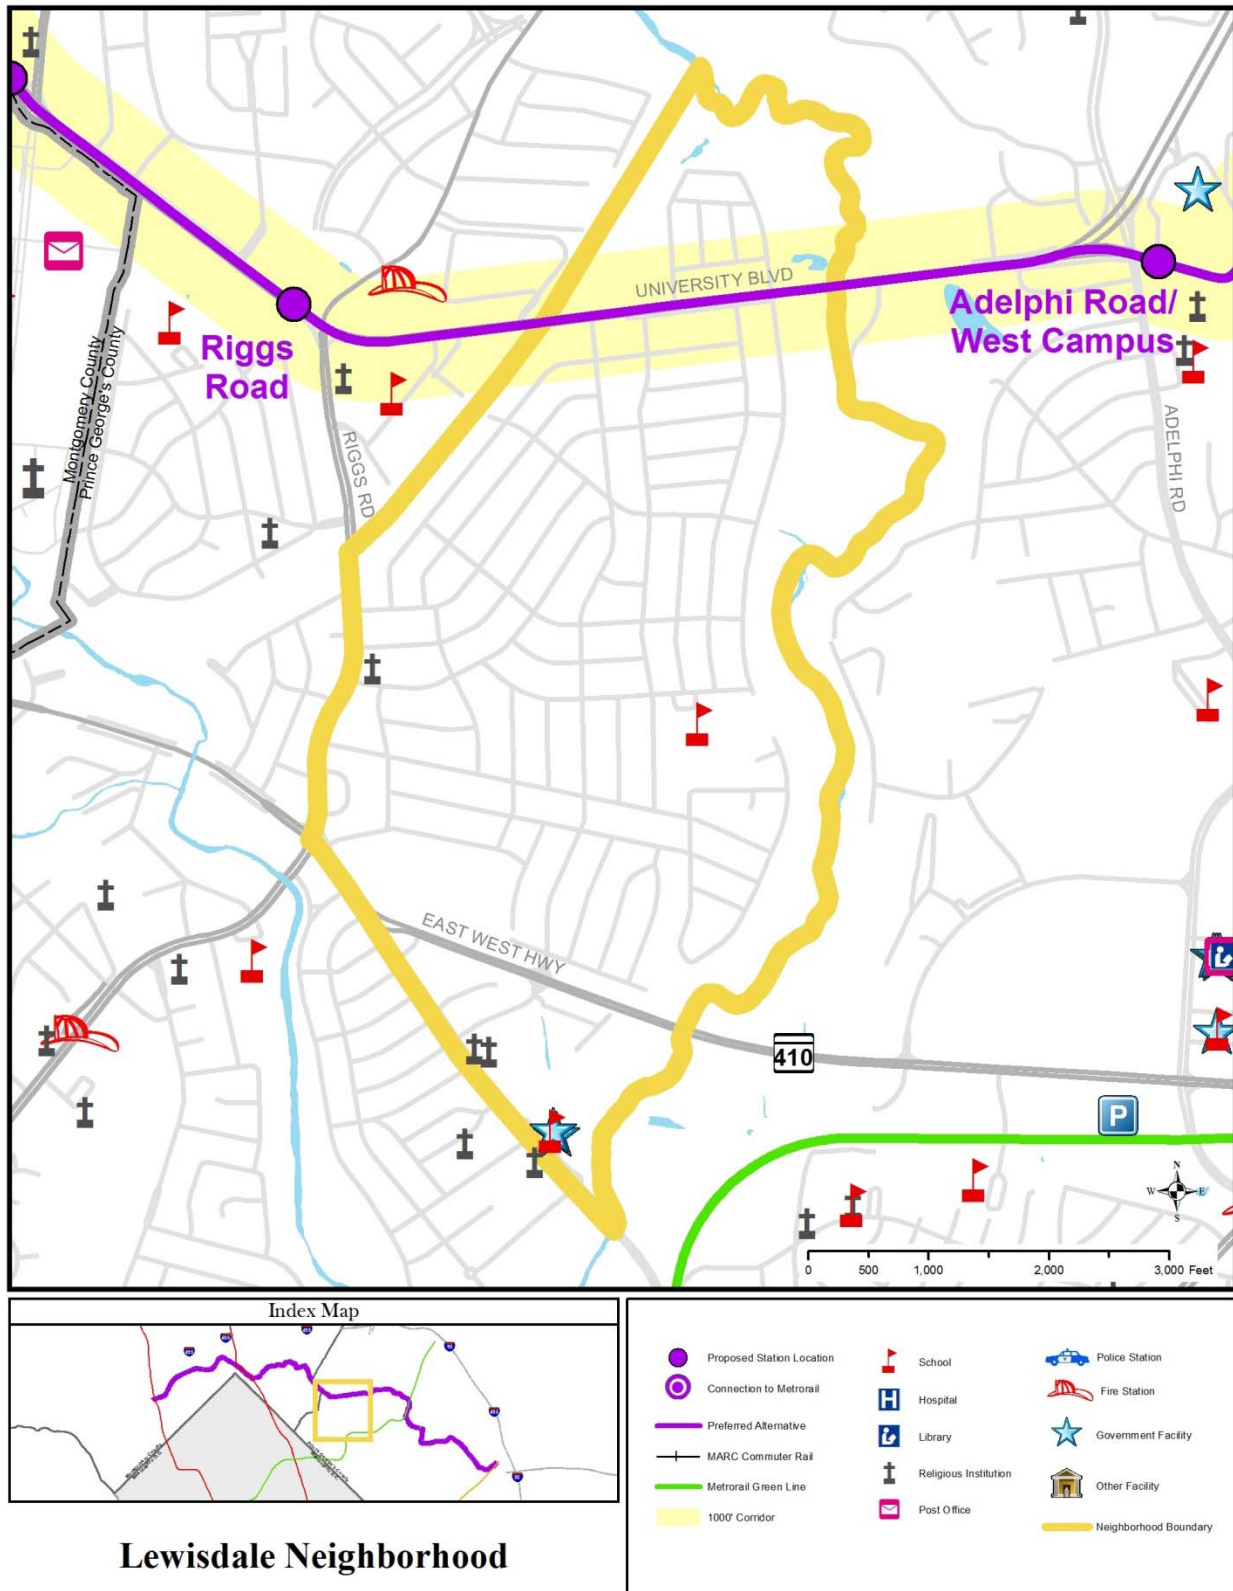 UNIVERSITY BLVD
Adelphi Road/
West Campus
Riggs
Road
Montgomery County
Prince George's County
RIGGS RD
ADELPHI RD
EAST WEST HWY
410
P
N
W E
S
0 500 1,000 2,000 3,000 Feet
Index Map
495
495
95
Lewisdale Neighborhood
Proposed Station Location
Connection to Metrorail
Preferred Alternative
MARC Commuter Rail
Metrorail Green Line
1000' Corridor
School
H Hospital
Library
Religious Institution
Post Office
Police Station
Fire Station
Government Facility
Other Facility
Neighborhood Boundary